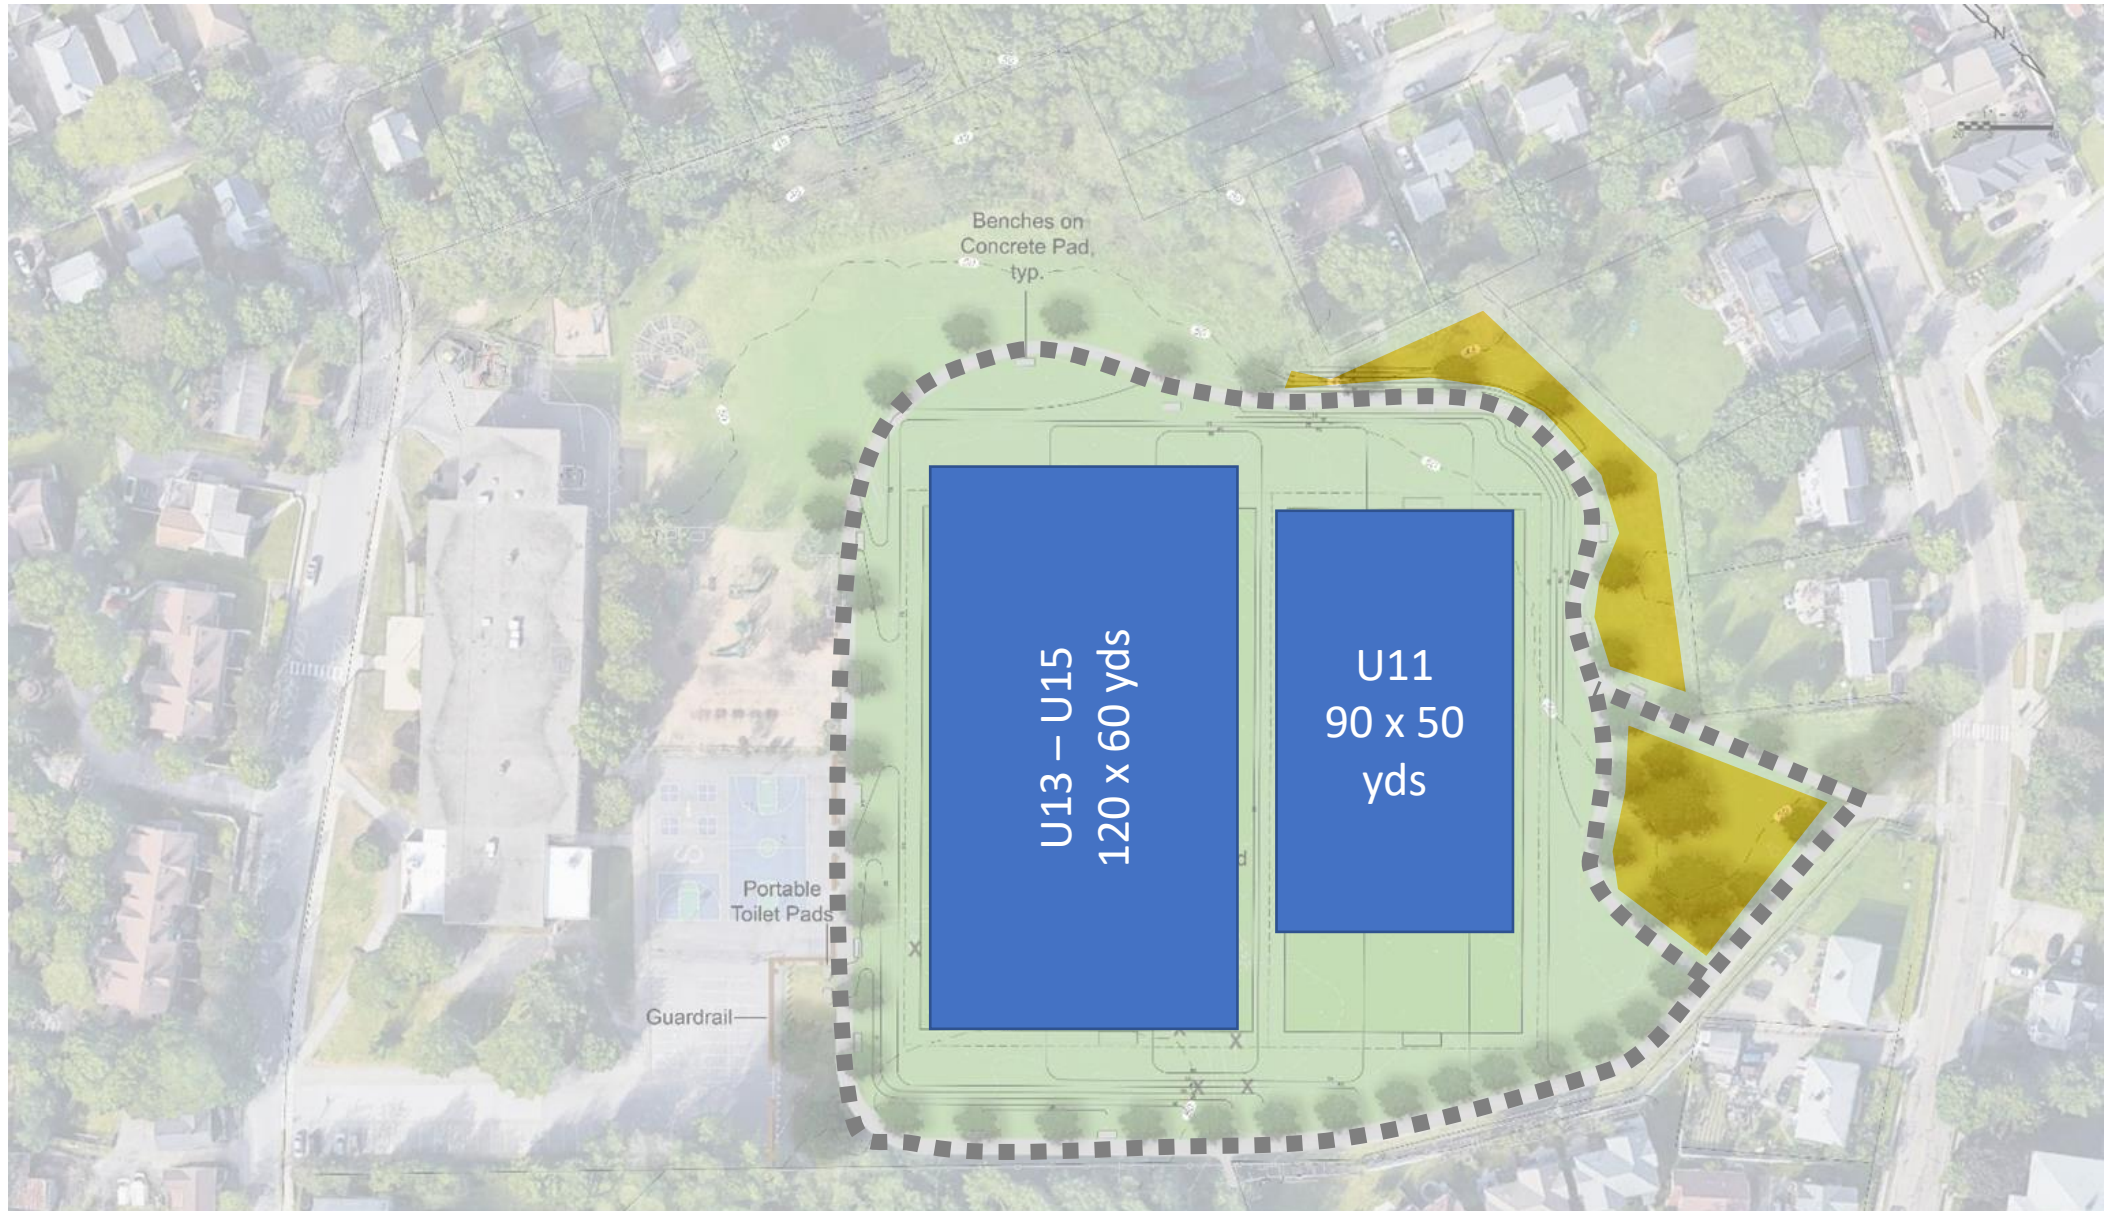 N
Benches on
Concrete Pad,
typ.
U13 – U15
120 x 60 yds
U11
90 x 50
yds
Portable
Toilet Pads
Guardrail
X
X
X
X
d